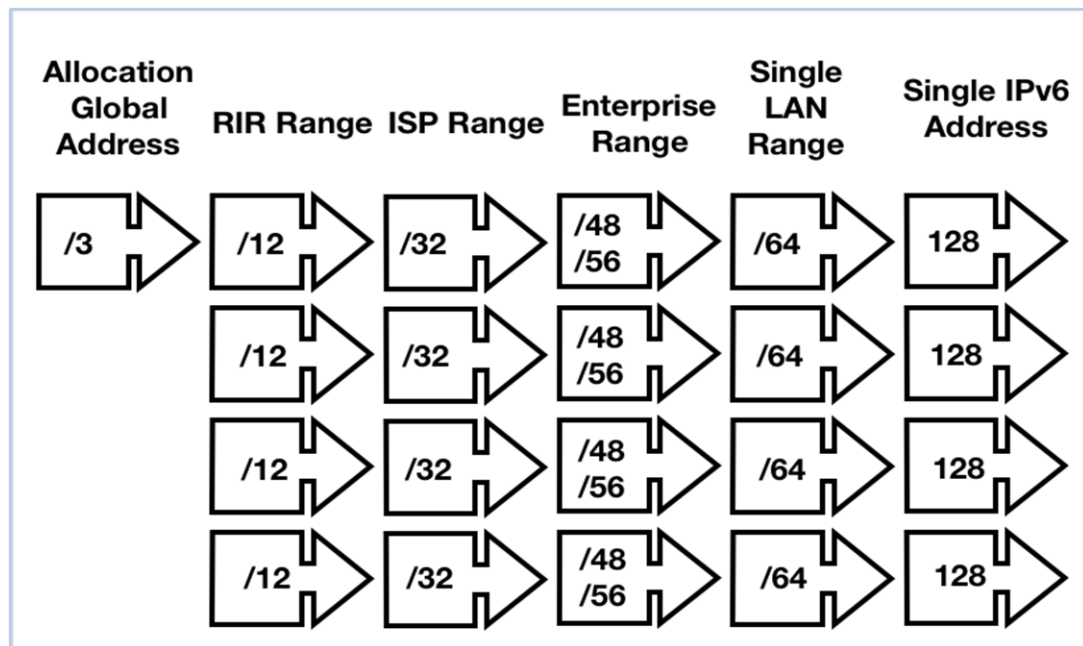 Allocation
Global
Address
RIR Range
ISP Range
Enterprise
Range
Single
LAN
Range
Single IPv6
Address
/3
/12
/32
/48
/56
/64
128
/12
/32
/48
/56
/64
128
/12
/32
/48
/56
/64
128
/12
/32
/48
/56
/64
128